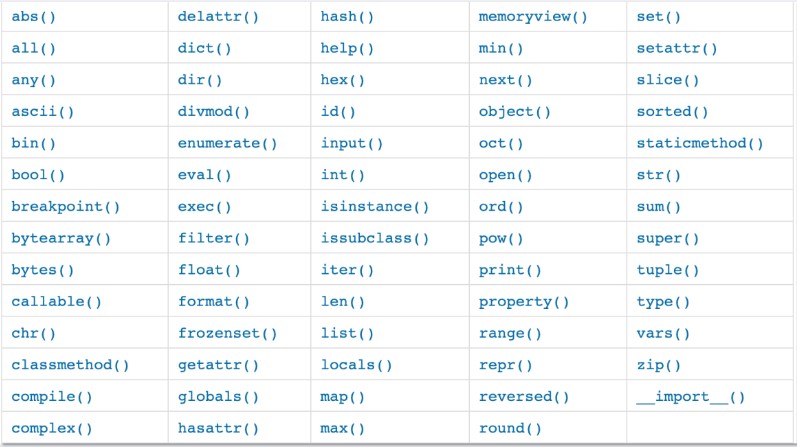 abs() delattr() hash() memoryview() set()
all() dict() help() min() setattr()
any() dir() hex() next() slice()
ascii() divmod() id() object() sorted()
bin() enumerate() input() oct() staticmethod()
bool() eval() int() open() str()
breakpoint() exec() isinstance() ord() sum()
bytearray() filter() issubclass() pow() super()
bytes() float() iter() print() tuple()
callable() format() len() property() type()
chr() frozenset() list() range() vars()
classmethod() getattr() locals() repr() zip()
compile() globals() map() reversed() __import__()
complex() hasattr() max() round()